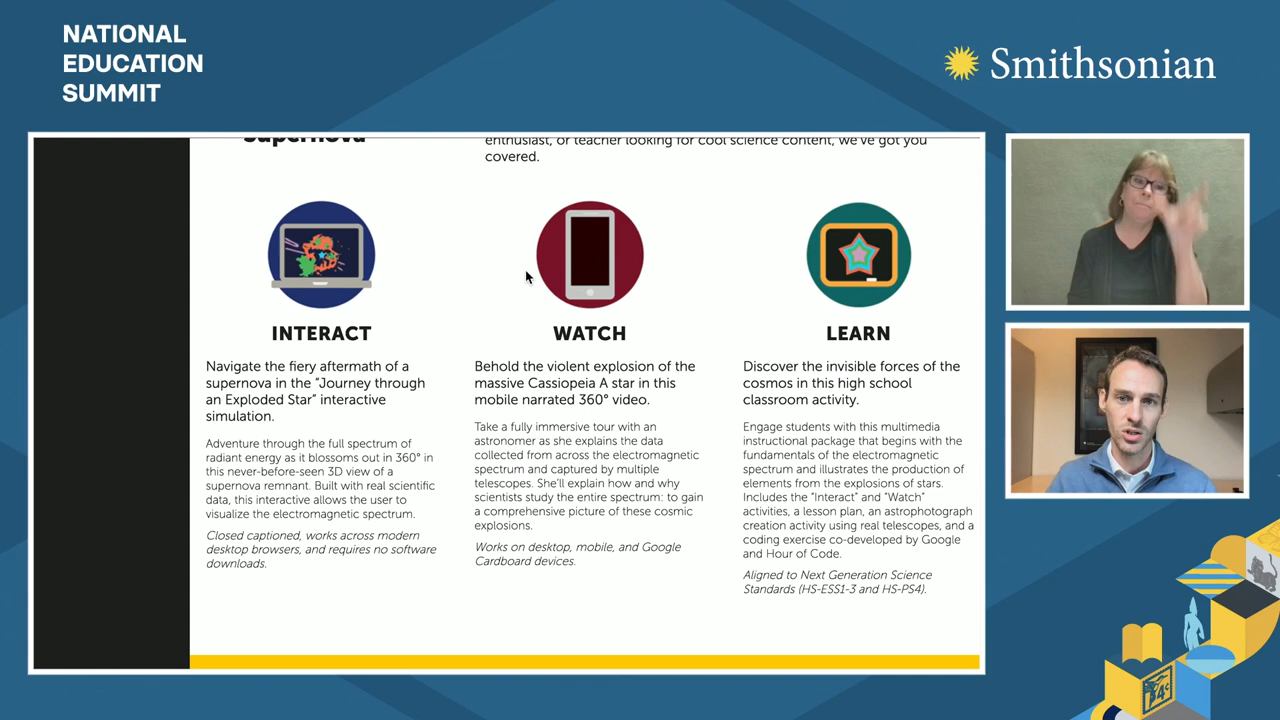 NATIONAL
EDUCATION
SUMMIT
Smithsonian
Supernova
enthusiast, or teacher looking for cool science content, we've got you
covered.
INTERACT
Navigate the fiery aftermath of a
supernova in the "Journey through
an Exploded Star" interactive
simulation.
Adventure through the full spectrum of
radiant energy as it blossoms out in 360° in
this never-before-seen 3D view of a
supernova remnant. Built with real scientific
data, this interactive allows the user to
visualize the electromagnetic spectrum.
Closed captioned, works across modern
desktop browsers, and requires no software
downloads.
WATCH
Behold the violent explosion of the
massive Cassiopeia A star in this
mobile narrated 360° video.
Take a fully immersive tour with an
astronomer as she explains the data
collected from across the electromagnetic
spectrum and captured by multiple
telescopes. She'll explain how and why
scientists study the entire spectrum: to gain
a comprehensive picture of these cosmic
explosions.
Works on desktop, mobile, and Google
Cardboard devices.
LEARN
Discover the invisible forces of the
cosmos in this high school
classroom activity.
Engage students with this multimedia
instructional package that begins with the
fundamentals of the electromagnetic
spectrum and illustrates the production of
elements from the explosions of stars.
Includes the "Interact" and "Watch"
activities, a lesson plan, an astrophotograph
creation activity using real telescopes, and a
coding exercise co-developed by Google
and Hour of Code.
Aligned to Next Generation Science
Standards (HS-ESS1-3 and HS-PS4).